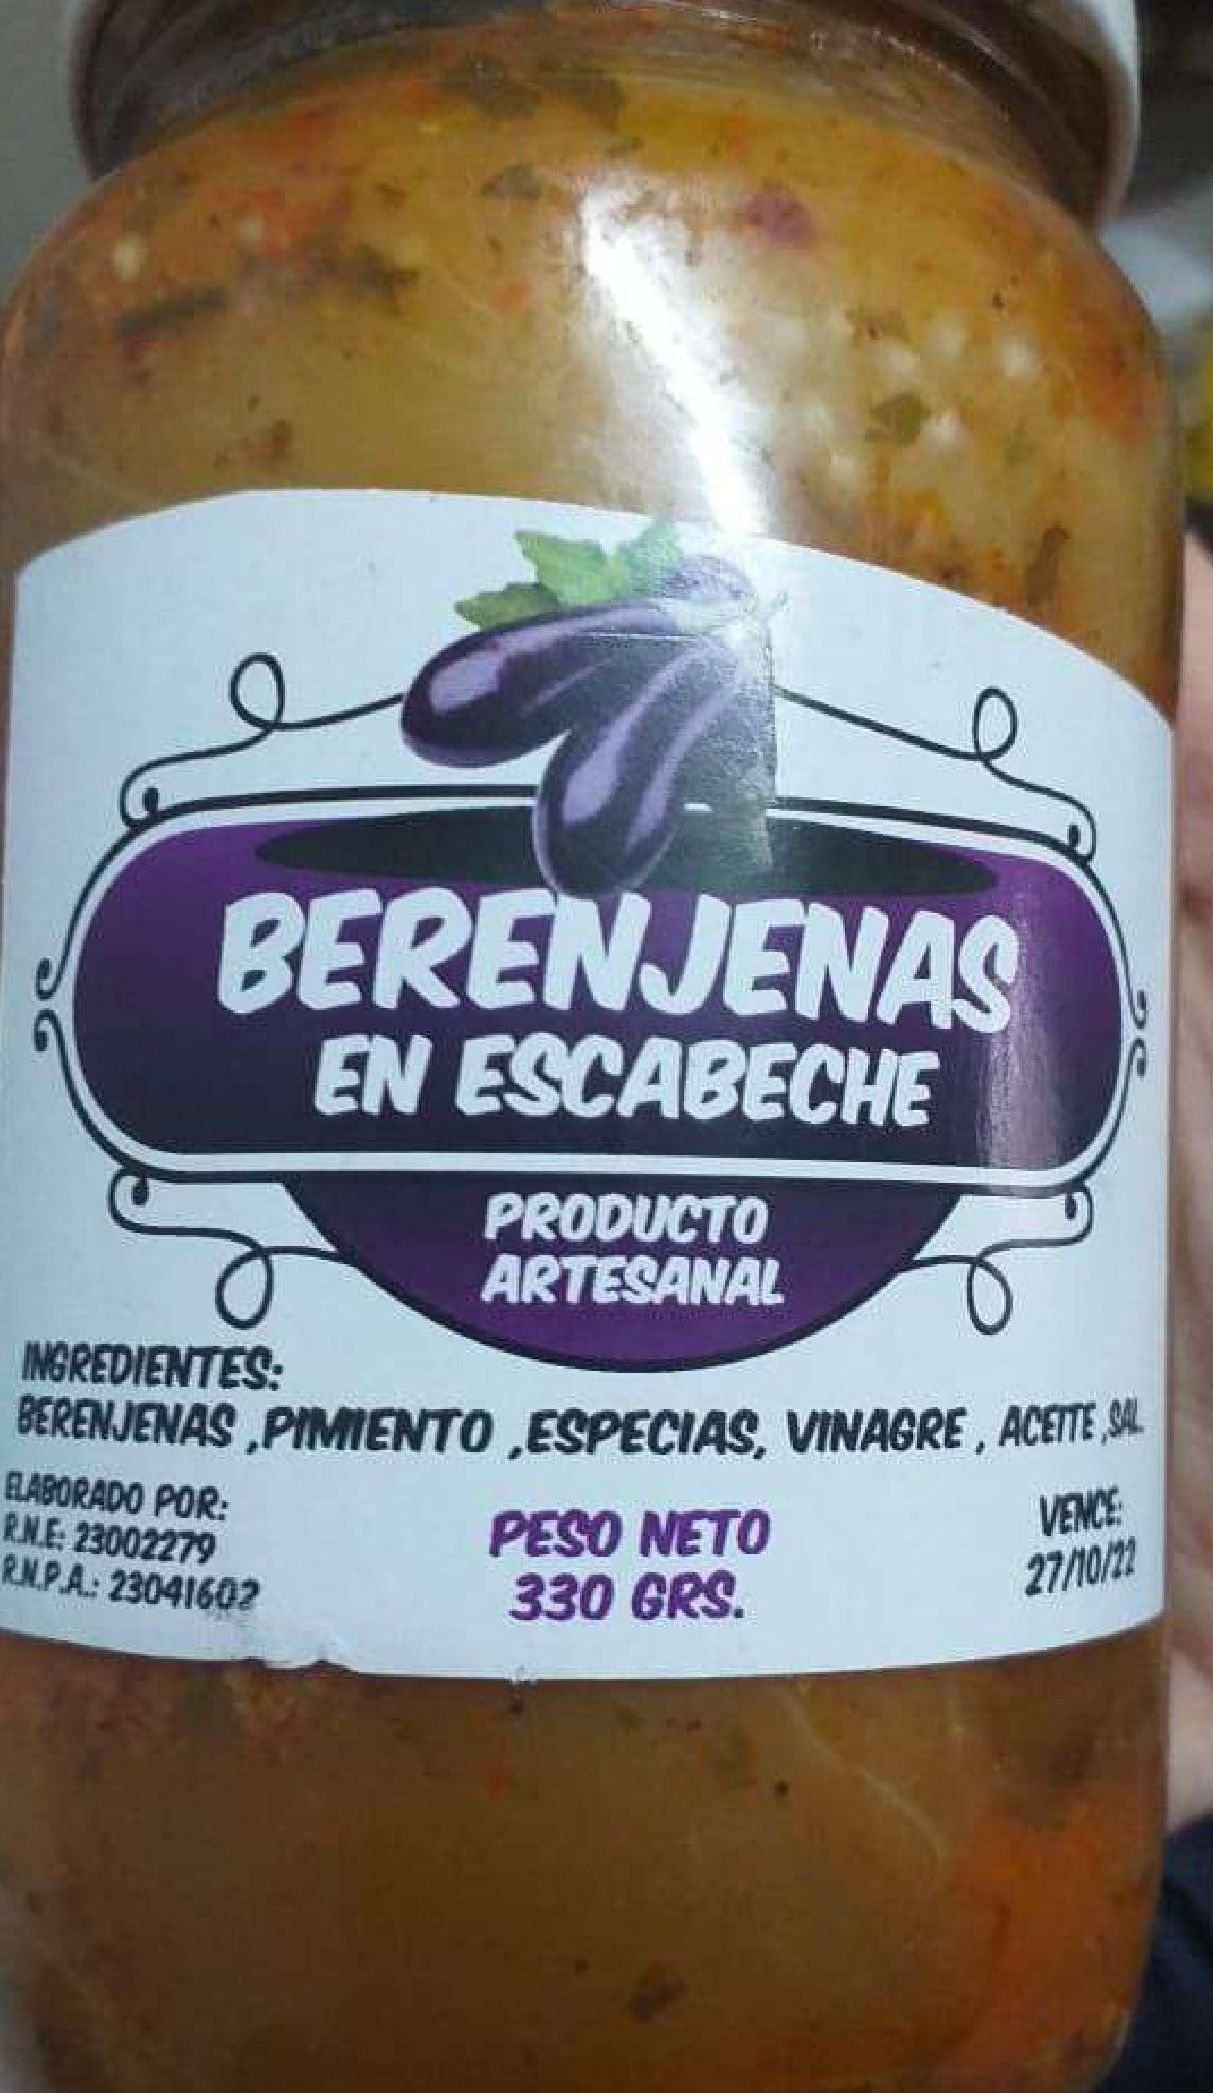 BERENJENAS
EN ESCABECHE
PRODUCTO
ARTESANAL
INGREDIENTES:
BERENJENAS ,PIMIENTO ,ESPECIAS, VINAGRE , ACEITE ,SAL
ELABORADO POR:
R.N.E: 23002279
R.N.P.A.: 23041602
PESO NETO
330 GRS.
VENCE:
27/10/22